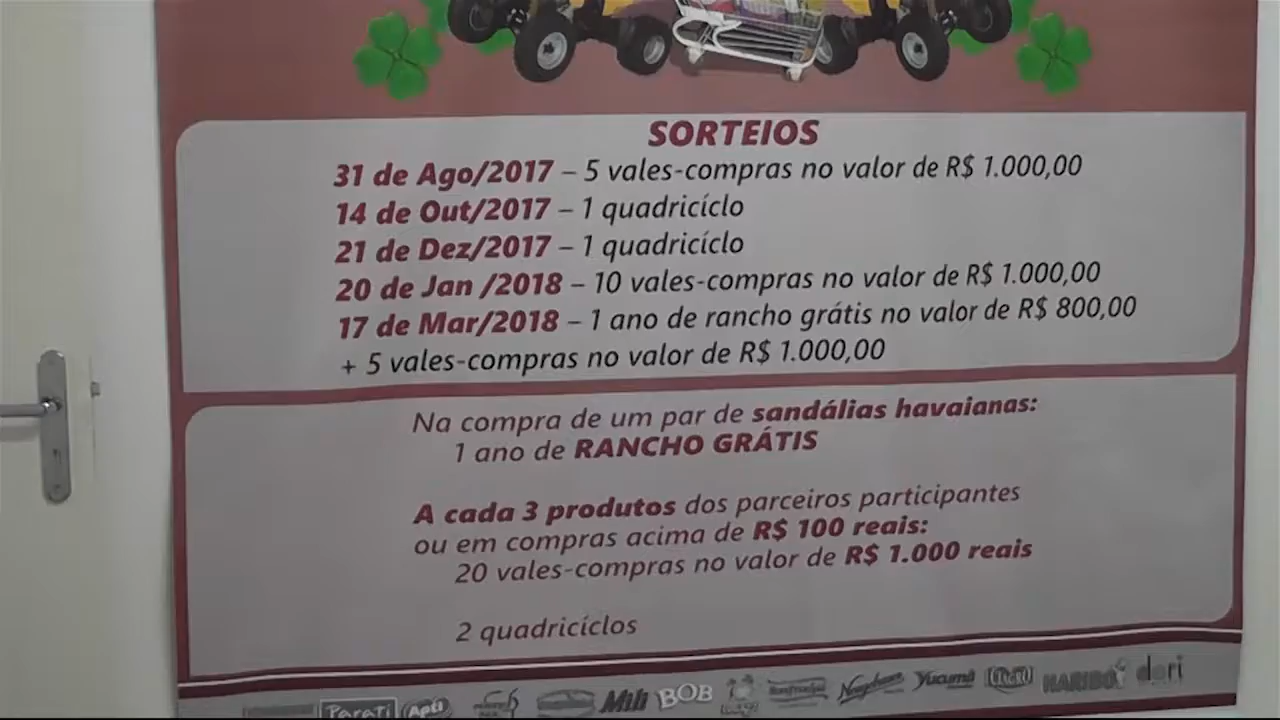 SORTEIOS
31 de Ago/2017 – 5 vales-compras no valor de R$ 1.000,00
14 de Out/2017 – 1 quadricíclo
21 de Dez/2017 – 1 quadricíclo
20 de Jan /2018 – 10 vales-compras no valor de R$ 1.000,00
17 de Mar/2018 – 1 ano de rancho grátis no valor de R$ 800,00
+ 5 vales-compras no valor de R$ 1.000,00
Na compra de um par de sandálias havaianas:
1 ano de RANCHO GRÁTIS
A cada 3 produtos dos parceiros participantes
ou em compras acima de R$ 100 reais:
20 vales-compras no valor de R$ 1.000 reais
2 quadricíclos
Parati Apti Mili BOB Yucumã HARIBO dori